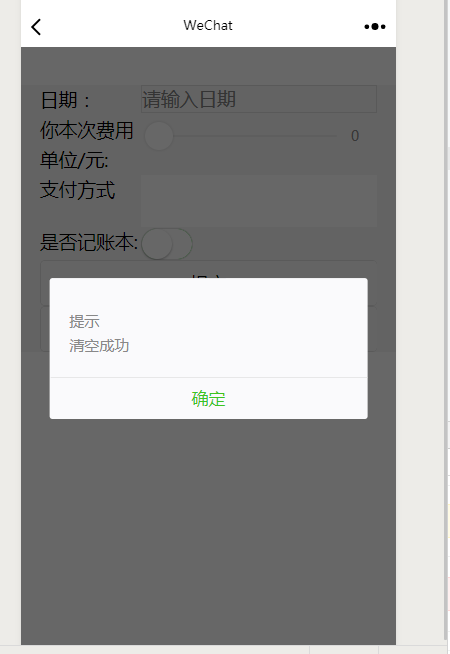 WeChat
日期：
请输入日期
你本次费用
单位/元:
0
支付方式
是否记账本:
提示
清空成功
确定